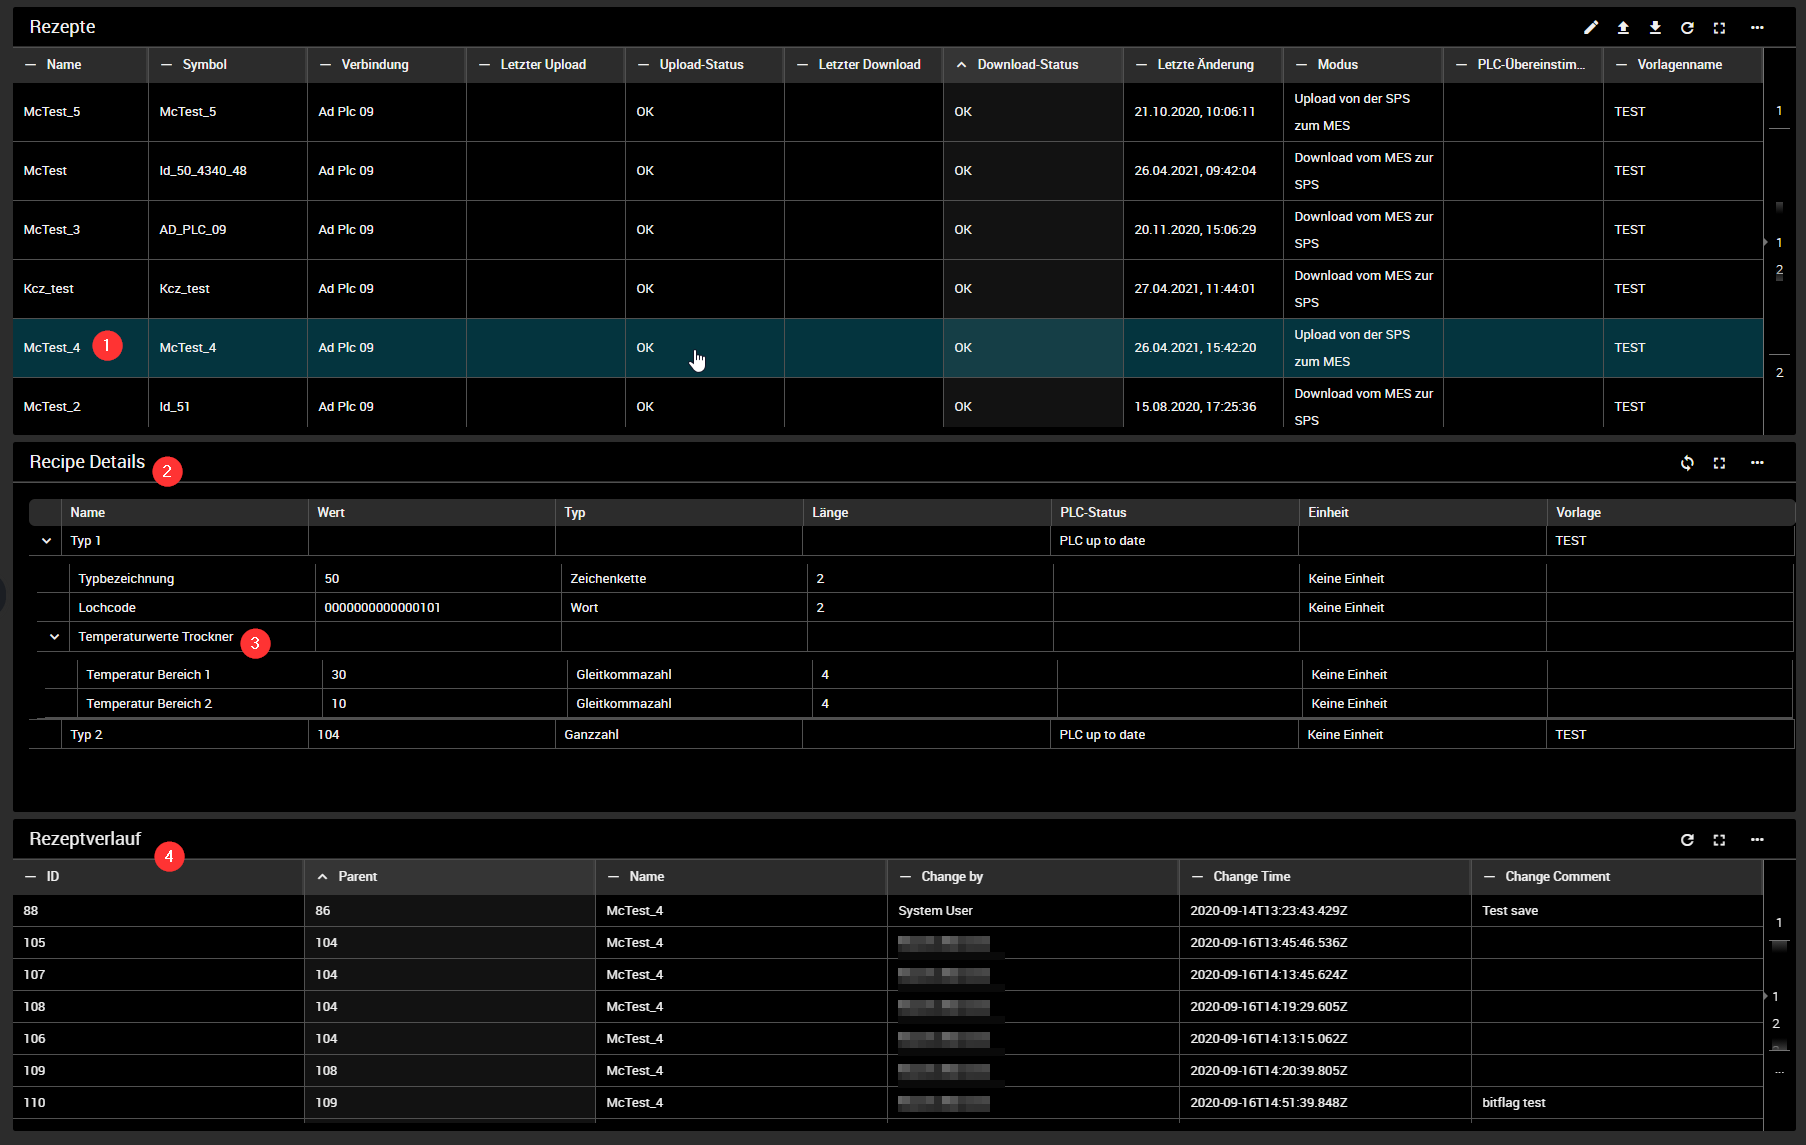 Rezepte
Name Symbol Verbindung Letzter Upload Upload-Status Letzter Download Download-Status Letzte Änderung Modus PLC-Übereinstim... Vorlagenname
McTest_5 McTest_5 Ad Plc 09 OK OK 21.10.2020, 10:06:11 Upload von der SPS zum MES TEST
1
McTest Id_50_4340_48 Ad Plc 09 OK OK 26.04.2021, 09:42:04 Download vom MES zur SPS TEST
McTest_3 AD_PLC_09 Ad Plc 09 OK OK 20.11.2020, 15:06:29 Download vom MES zur SPS TEST
1
2
Kcz_test Kcz_test Ad Plc 09 OK OK 27.04.2021, 11:44:01 Download vom MES zur SPS TEST
McTest_4 1 McTest_4 Ad Plc 09 OK OK 26.04.2021, 15:42:20 Upload von der SPS zum MES TEST
2
McTest_2 Id_51 Ad Plc 09 OK OK 15.08.2020, 17:25:36 Download vom MES zur SPS TEST
Recipe Details 2
Name Wert Typ Länge PLC-Status Einheit Vorlage
Typ 1 PLC up to date TEST
Typbezeichnung 50 Zeichenkette 2 Keine Einheit
Lochcode 0000000000000101 Wort 2 Keine Einheit
Temperaturwerte Trockner 3
Temperatur Bereich 1 30 Gleitkommazahl 4 Keine Einheit
Temperatur Bereich 2 10 Gleitkommazahl 4 Keine Einheit
Typ 2 104 Ganzzahl PLC up to date Keine Einheit TEST
Rezeptverlauf 4
ID Parent Name Change by Change Time Change Comment
88 86 McTest_4 System User 2020-09-14T13:23:43.429Z Test save
1
105 104 McTest_4 2020-09-16T13:45:46.536Z
107 104 McTest_4 2020-09-16T14:13:45.624Z
1
108 104 McTest_4 2020-09-16T14:19:29.605Z
2
106 104 McTest_4 2020-09-16T14:13:15.062Z
109 108 McTest_4 2020-09-16T14:20:39.805Z
...
110 109 McTest_4 2020-09-16T14:51:39.848Z bitflag test